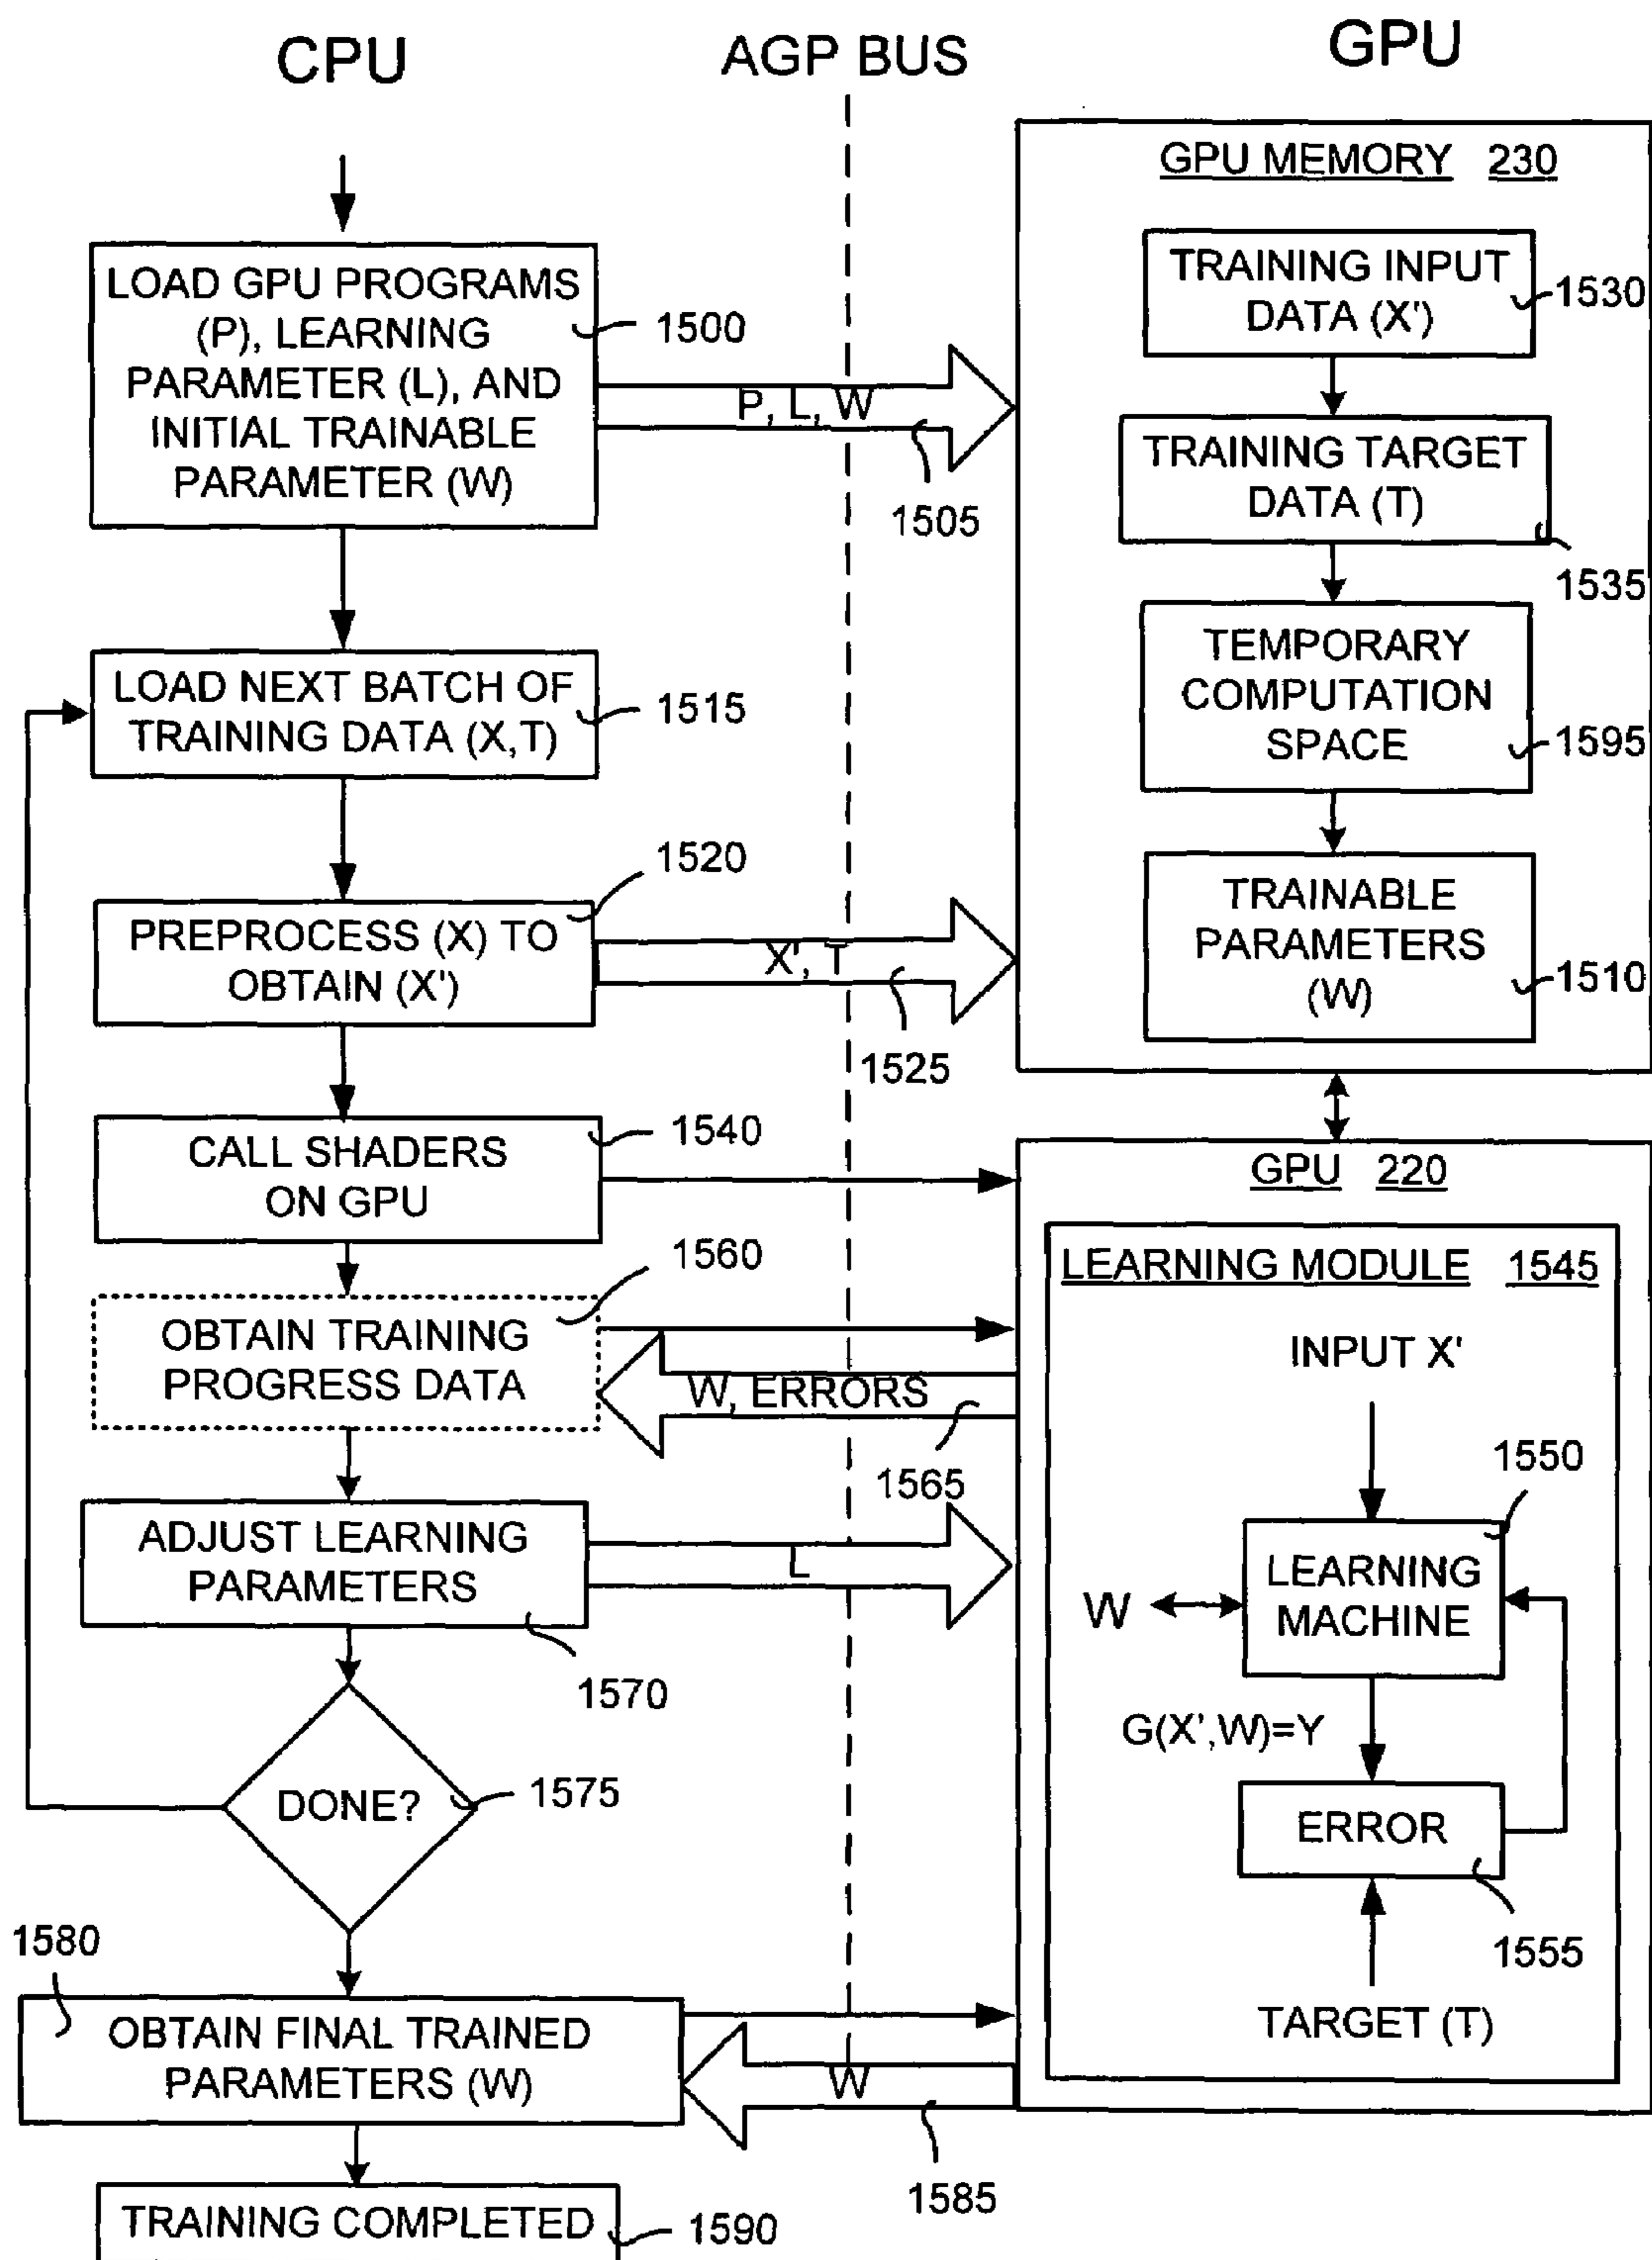 CPU
AGP BUS
GPU
LOAD GPU PROGRAMS
(P), LEARNING
PARAMETER (L), AND
INITIAL TRAINABLE
PARAMETER (W)
1500
P, L, W
1505
LOAD NEXT BATCH OF
TRAINING DATA (X,T)
1515
1520
PREPROCESS (X) TO
OBTAIN (X')
X', T
1525
CALL SHADERS
ON GPU
1540
1560
OBTAIN TRAINING
PROGRESS DATA
W, ERRORS
1565
ADJUST LEARNING
PARAMETERS
L
1570
DONE?
1575
1580
OBTAIN FINAL TRAINED
PARAMETERS (W)
W
1585
TRAINING COMPLETED
1590
GPU MEMORY 230
TRAINING INPUT
DATA (X')
1530
TRAINING TARGET
DATA (T)
1535
TEMPORARY
COMPUTATION
SPACE
1595
TRAINABLE
PARAMETERS
(W)
1510
GPU 220
LEARNING MODULE 1545
INPUT X'
1550
LEARNING
MACHINE
W
G(X',W)=Y
ERROR
1555
TARGET (T)